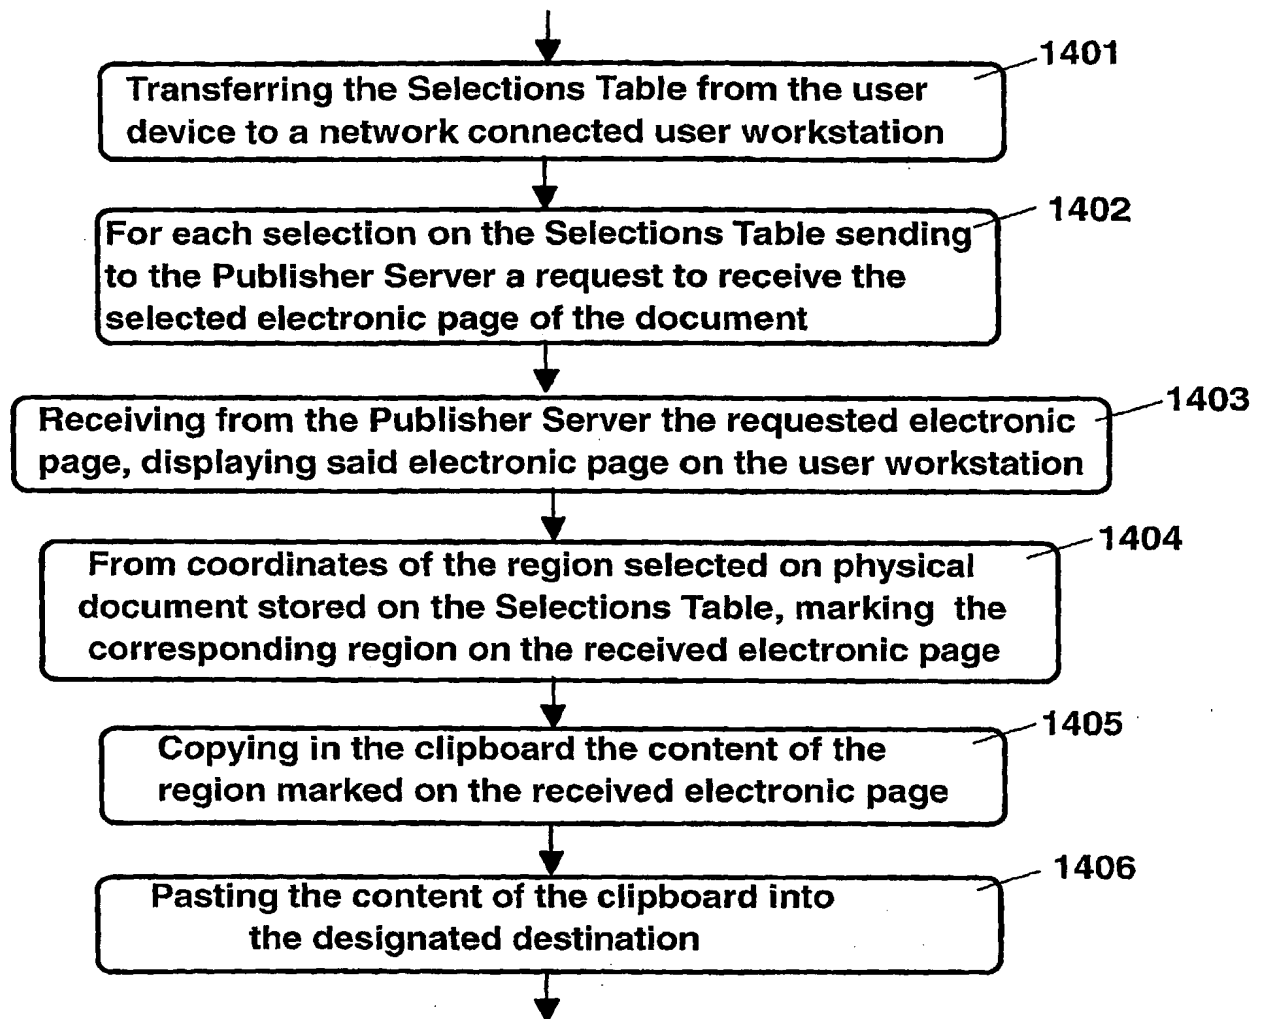 1401
Transferring the Selections Table from the user
device to a network connected user workstation
1402
For each selection on the Selections Table sending
to the Publisher Server a request to receive the
selected electronic page of the document
1403
Receiving from the Publisher Server the requested electronic
page, displaying said electronic page on the user workstation
1404
From coordinates of the region selected on physical
document stored on the Selections Table, marking the
corresponding region on the received electronic page
1405
Copying in the clipboard the content of the
region marked on the received electronic page
1406
Pasting the content of the clipboard into
the designated destination